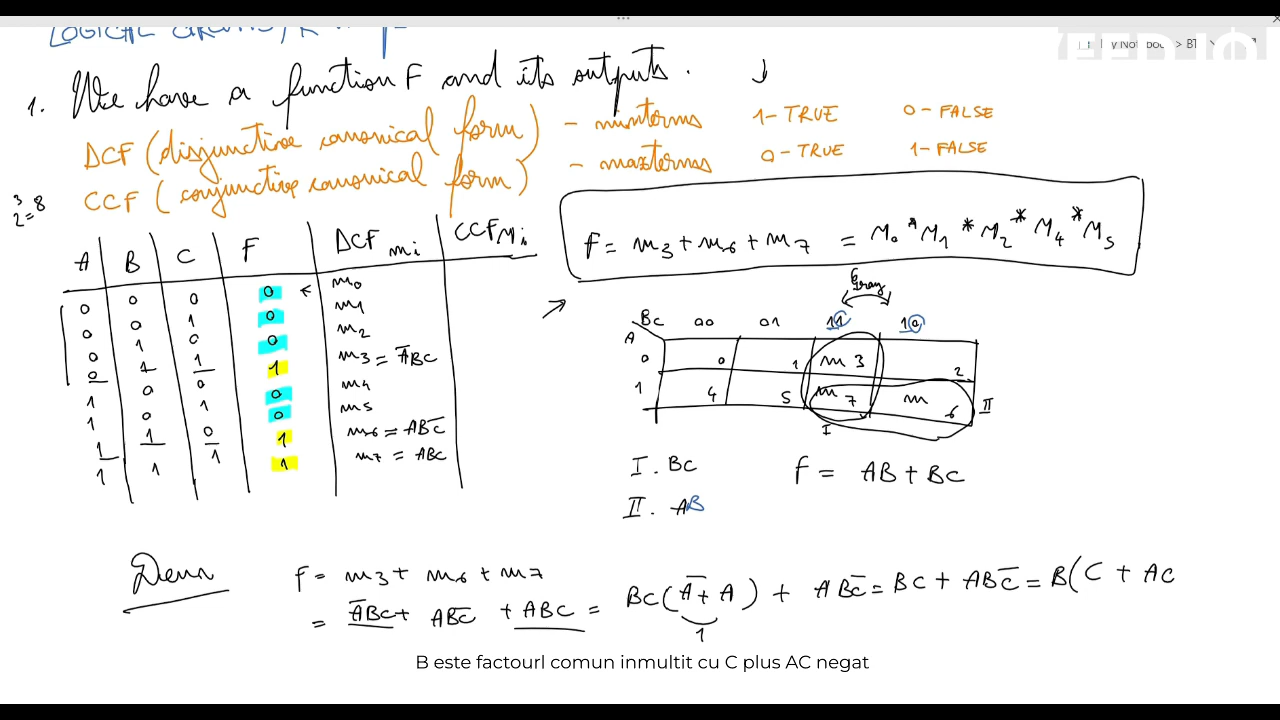 LOGICAL CIRCUITS / K
My Notebook > BT
1. We have a function F and its outputs.
DCF (disjunctive canonical form) - minterms 1- TRUE 0- FALSE
CCF (conjunctive canonical form) - maxterms 0- TRUE 1- FALSE
2³=8
A B C F DCF mi CCF Mi
0 0 0 0 ← m0
0 0 1 0 m1
0 1 0 0 m2
0 1 1 1 m3 = A̅BC
1 0 0 0 m4
1 0 1 0 m5
1 1 0 1 m6 = ABC̅
1 1 1 1 m7 = ABC
f = m3 + m6 + m7 = M0 * M1 * M2 * M4 * M5
Gray
BC 00 01 11 10
A
0 0 1 m3 2
1 4 5 m7 m6 II
I
I. BC f = AB + BC
II. AB
Dem f = m3 + m6 + m7
= A̅BC + ABC̅ + ABC = BC(A̅ + A) + ABC̅ = BC + ABC̅ = B(C + AC
1
B este factourl comun inmultit cu C plus AC negat